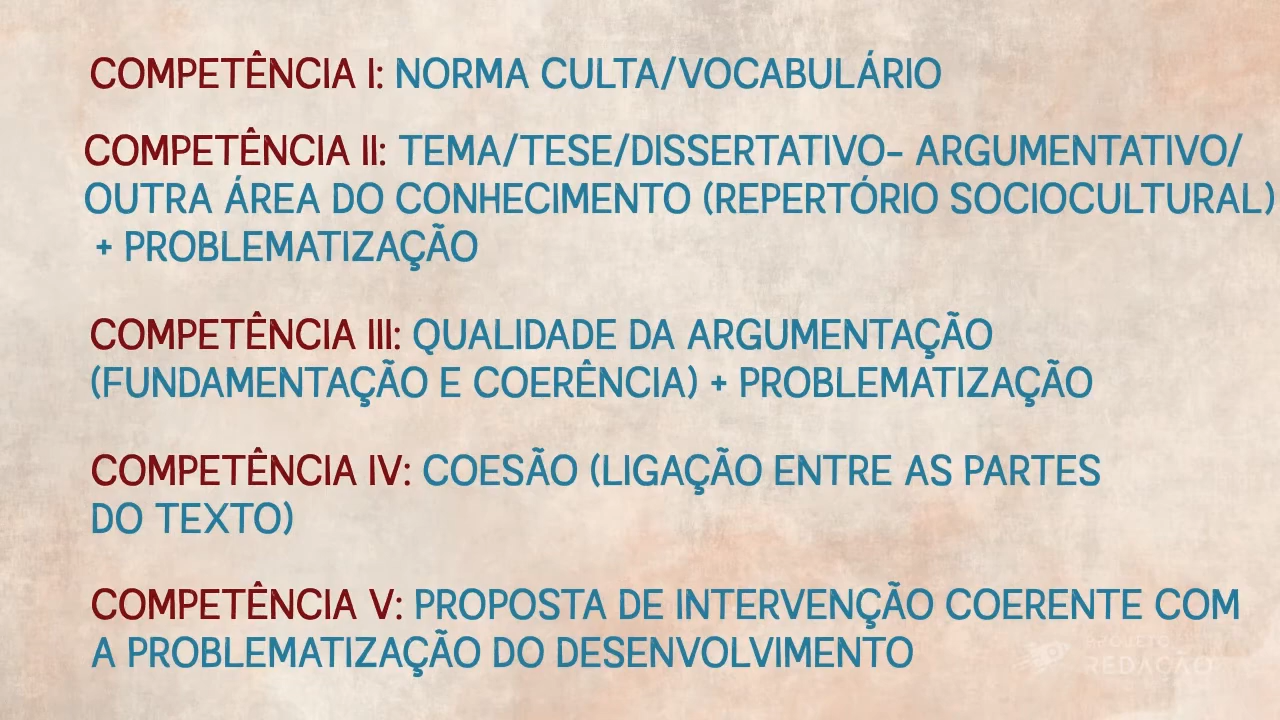 COMPETÊNCIA I: NORMA CULTA/VOCABULÁRIO
COMPETÊNCIA II: TEMA/TESE/DISSERTATIVO- ARGUMENTATIVO/
OUTRA ÁREA DO CONHECIMENTO (REPERTÓRIO SOCIOCULTURAL)
+ PROBLEMATIZAÇÃO
COMPETÊNCIA III: QUALIDADE DA ARGUMENTAÇÃO
(FUNDAMENTAÇÃO E COERÊNCIA) + PROBLEMATIZAÇÃO
COMPETÊNCIA IV: COESÃO (LIGAÇÃO ENTRE AS PARTES
DO TEXTO)
COMPETÊNCIA V: PROPOSTA DE INTERVENÇÃO COERENTE COM
A PROBLEMATIZAÇÃO DO DESENVOLVIMENTO
PROJETO
REDAÇÃO